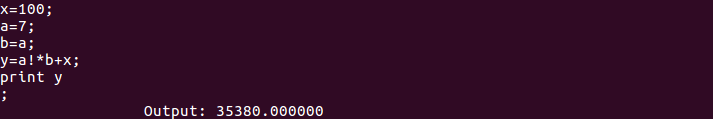 x=100;
a=7;
b=a;
y=a!*b+x;
print y
;
Output: 35380.000000